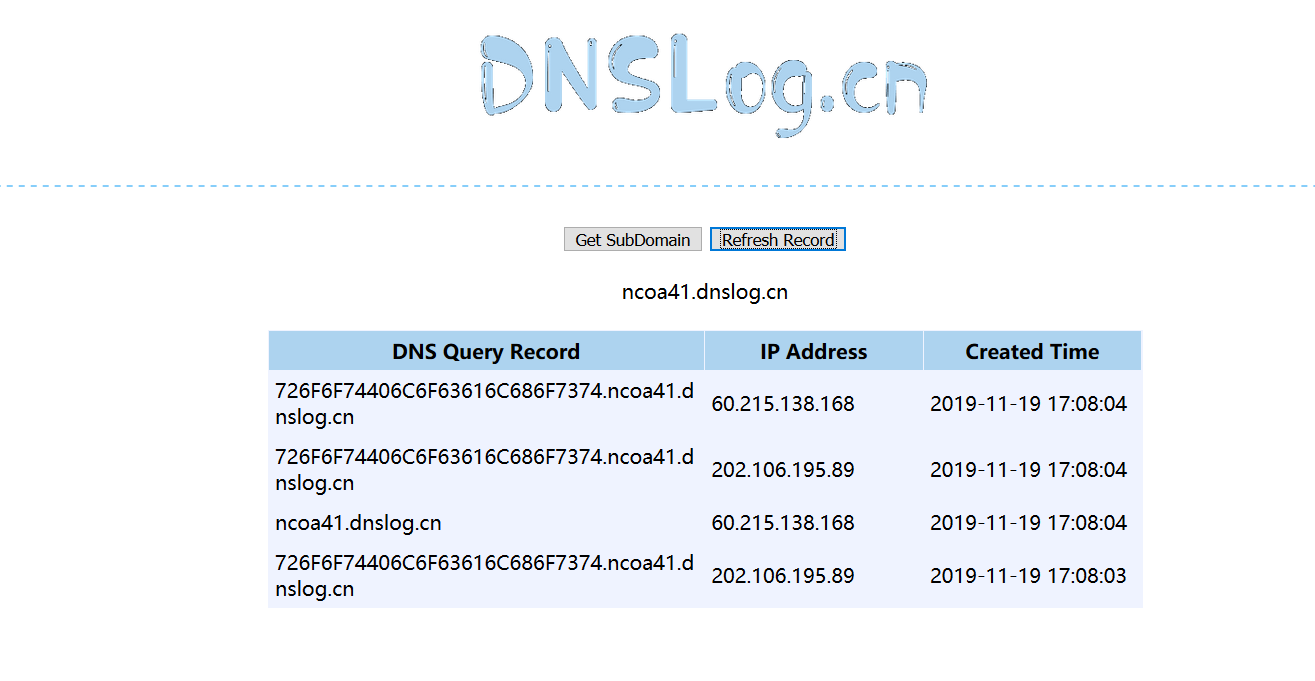 DNSLog.cn
Get SubDomain Refresh Record
ncoa41.dnslog.cn
DNS Query Record IP Address Created Time
726F6F74406C6F63616C686F7374.ncoa41.d
nslog.cn 60.215.138.168 2019-11-19 17:08:04
726F6F74406C6F63616C686F7374.ncoa41.d
nslog.cn 202.106.195.89 2019-11-19 17:08:04
ncoa41.dnslog.cn 60.215.138.168 2019-11-19 17:08:04
726F6F74406C6F63616C686F7374.ncoa41.d
nslog.cn 202.106.195.89 2019-11-19 17:08:03